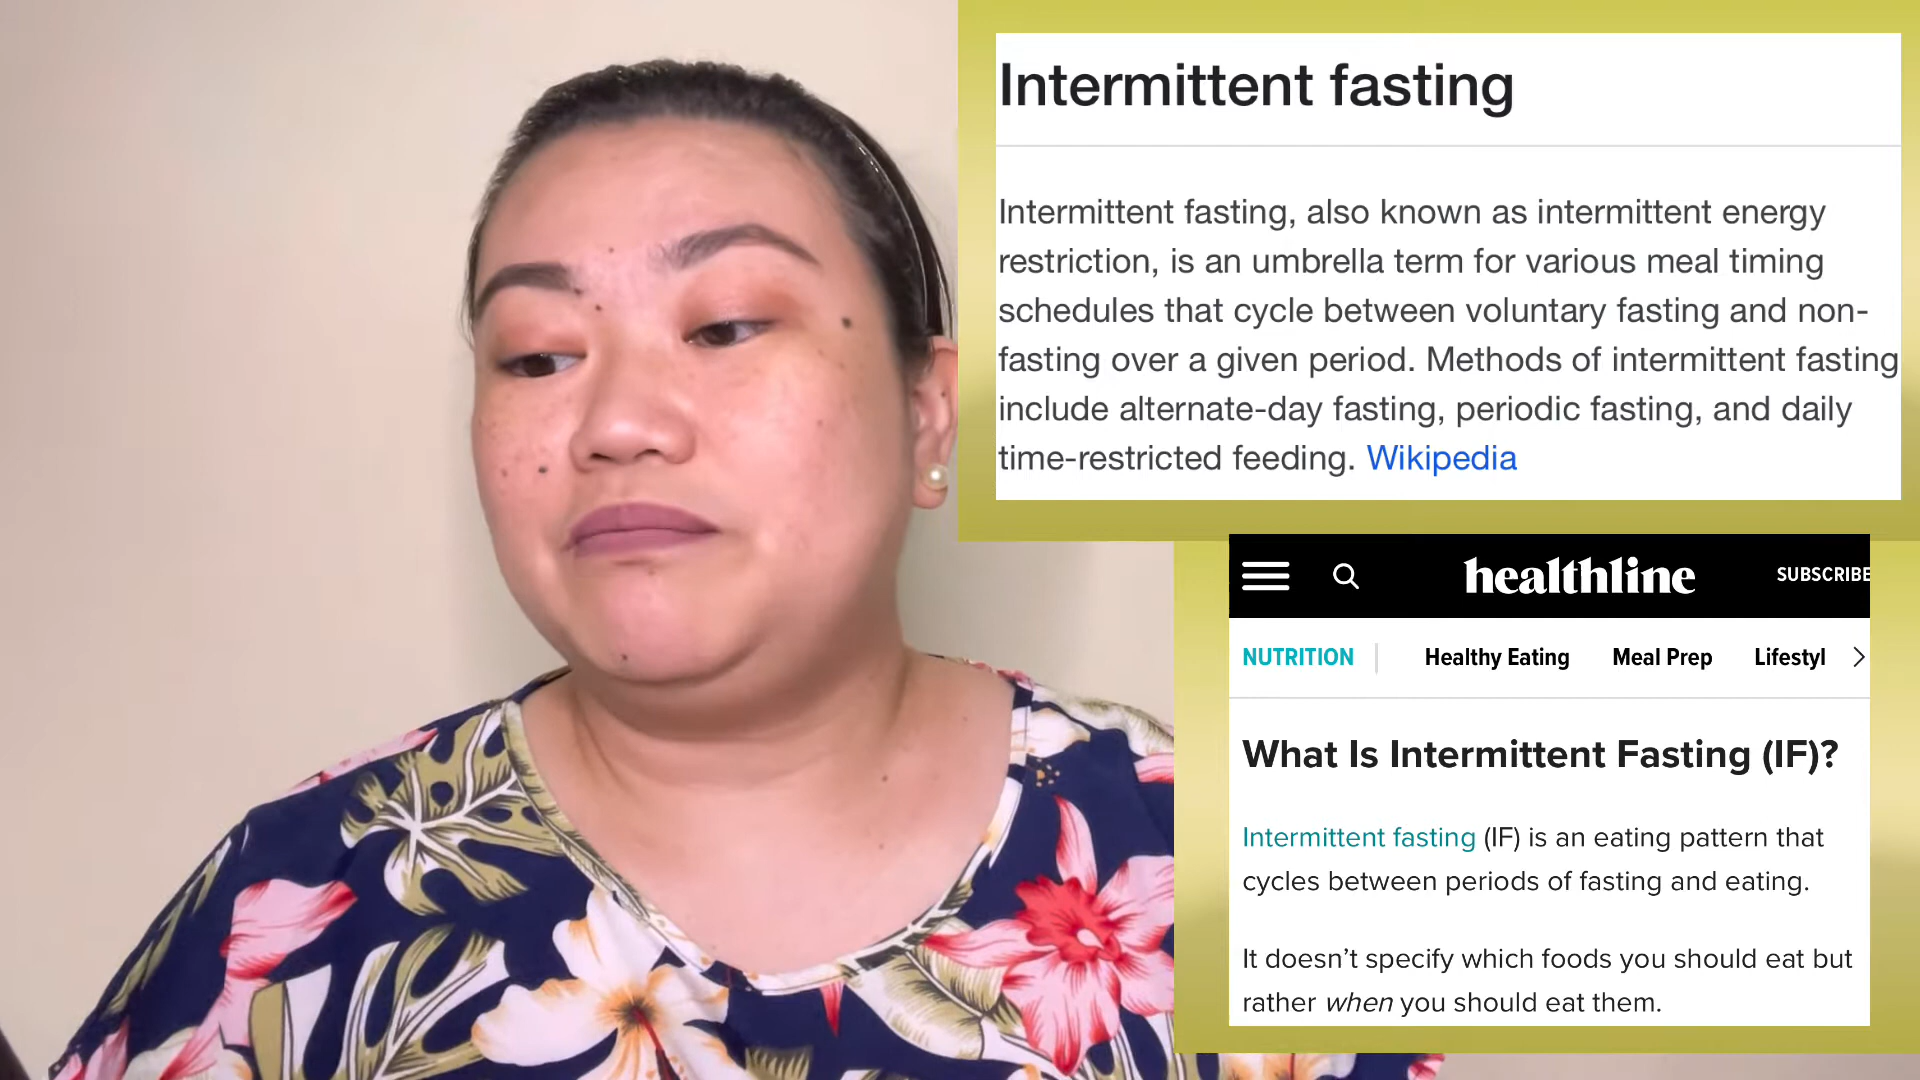 Intermittent fasting
Intermittent fasting, also known as intermittent energy
restriction, is an umbrella term for various meal timing
schedules that cycle between voluntary fasting and non-
fasting over a given period. Methods of intermittent fasting
include alternate-day fasting, periodic fasting, and daily
time-restricted feeding. Wikipedia
healthline SUBSCRIBE
NUTRITION Healthy Eating Meal Prep Lifestyl
What Is Intermittent Fasting (IF)?
Intermittent fasting (IF) is an eating pattern that
cycles between periods of fasting and eating.
It doesn’t specify which foods you should eat but
rather when you should eat them.